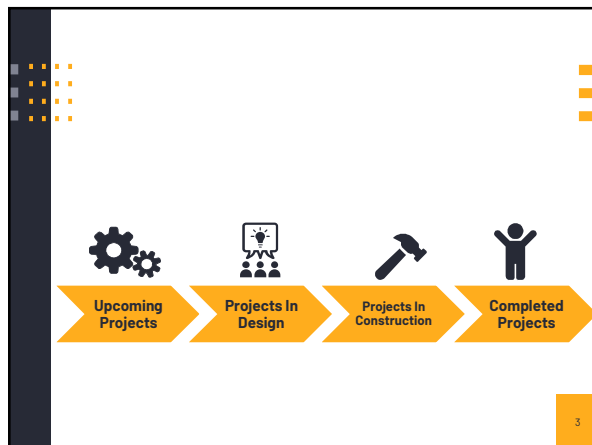 Upcoming
Projects
Projects In
Design
Projects In
Construction
Completed
Projects
3